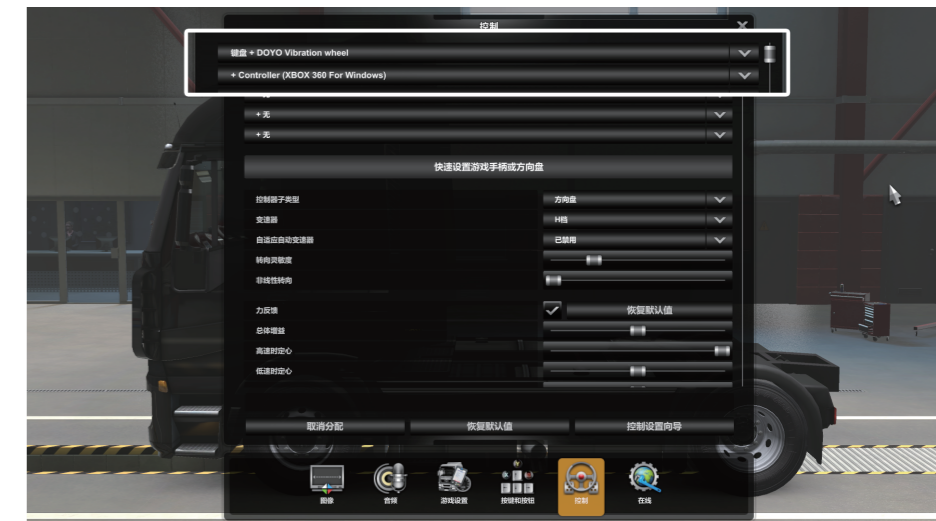 控制
键盘 + DOYO Vibration wheel
+ Controller (XBOX 360 For Windows)
+ 无
+ 无
快速设置游戏手柄或方向盘
控制器子类型 方向盘
变速器 H档
自适应自动变速器 已禁用
转向灵敏度
非线性转向
力反馈 恢复默认值
总体增益
高速时定心
低速时定心
取消分配 恢复默认值 控制设置向导
图像 音频 游戏设置 按键和按钮 控制 在线